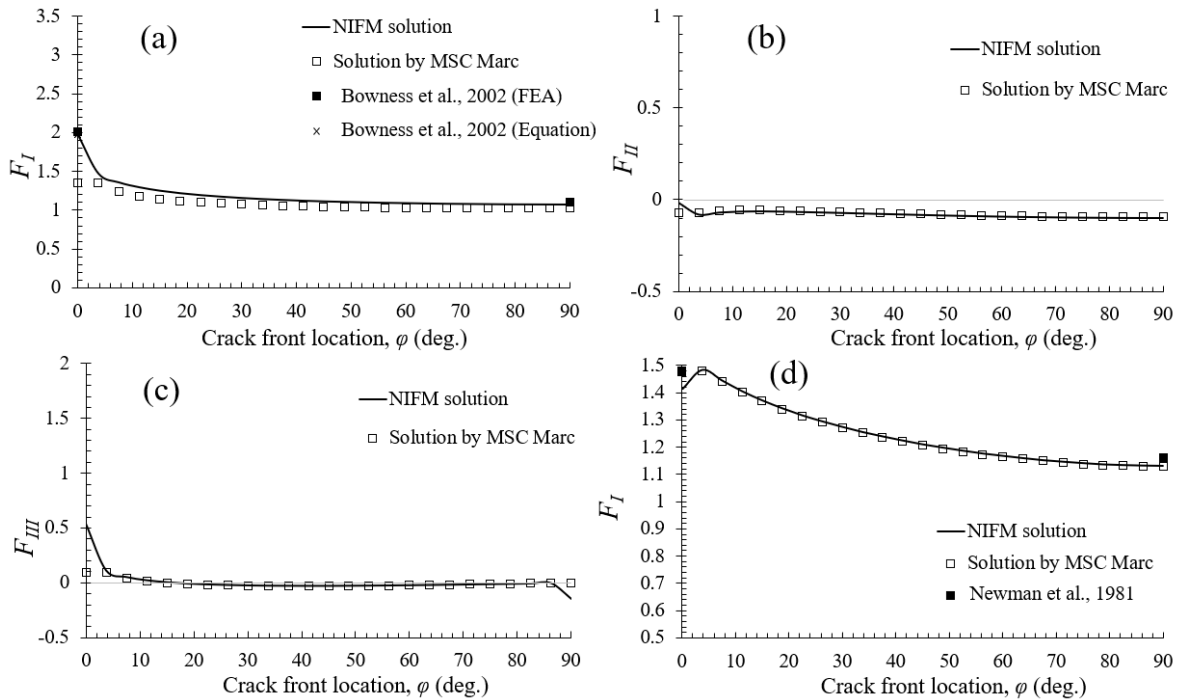 (a)
3.5
3
2.5
2
1.5
1
0.5
0
F_I
NIFM solution
Solution by MSC Marc
Bowness et al., 2002 (FEA)
Bowness et al., 2002 (Equation)
0 10 20 30 40 50 60 70 80 90
Crack front location, φ (deg.)
(b)
1
0.5
0
-0.5
F_II
NIFM solution
Solution by MSC Marc
0 10 20 30 40 50 60 70 80 90
Crack front location, φ (deg.)
(c)
2
1.5
1
0.5
0
-0.5
F_III
NIFM solution
Solution by MSC Marc
0 10 20 30 40 50 60 70 80 90
Crack front location, φ (deg.)
(d)
1.5
1.4
1.3
1.2
1.1
1
0.9
0.8
0.7
0.6
0.5
F_I
NIFM solution
Solution by MSC Marc
Newman et al., 1981
0 10 20 30 40 50 60 70 80 90
Crack front location, φ (deg.)